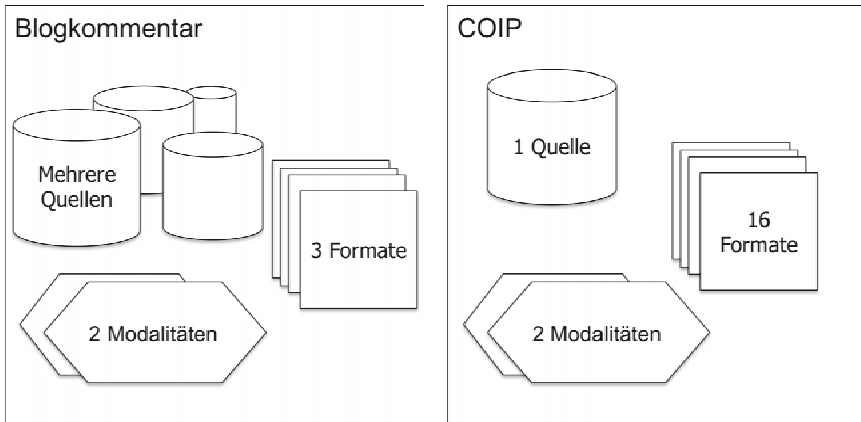 Blogkommentar
Mehrere
Quellen
3 Formate
2 Modalitäten
COIP
1 Quelle
16
Formate
2 Modalitäten